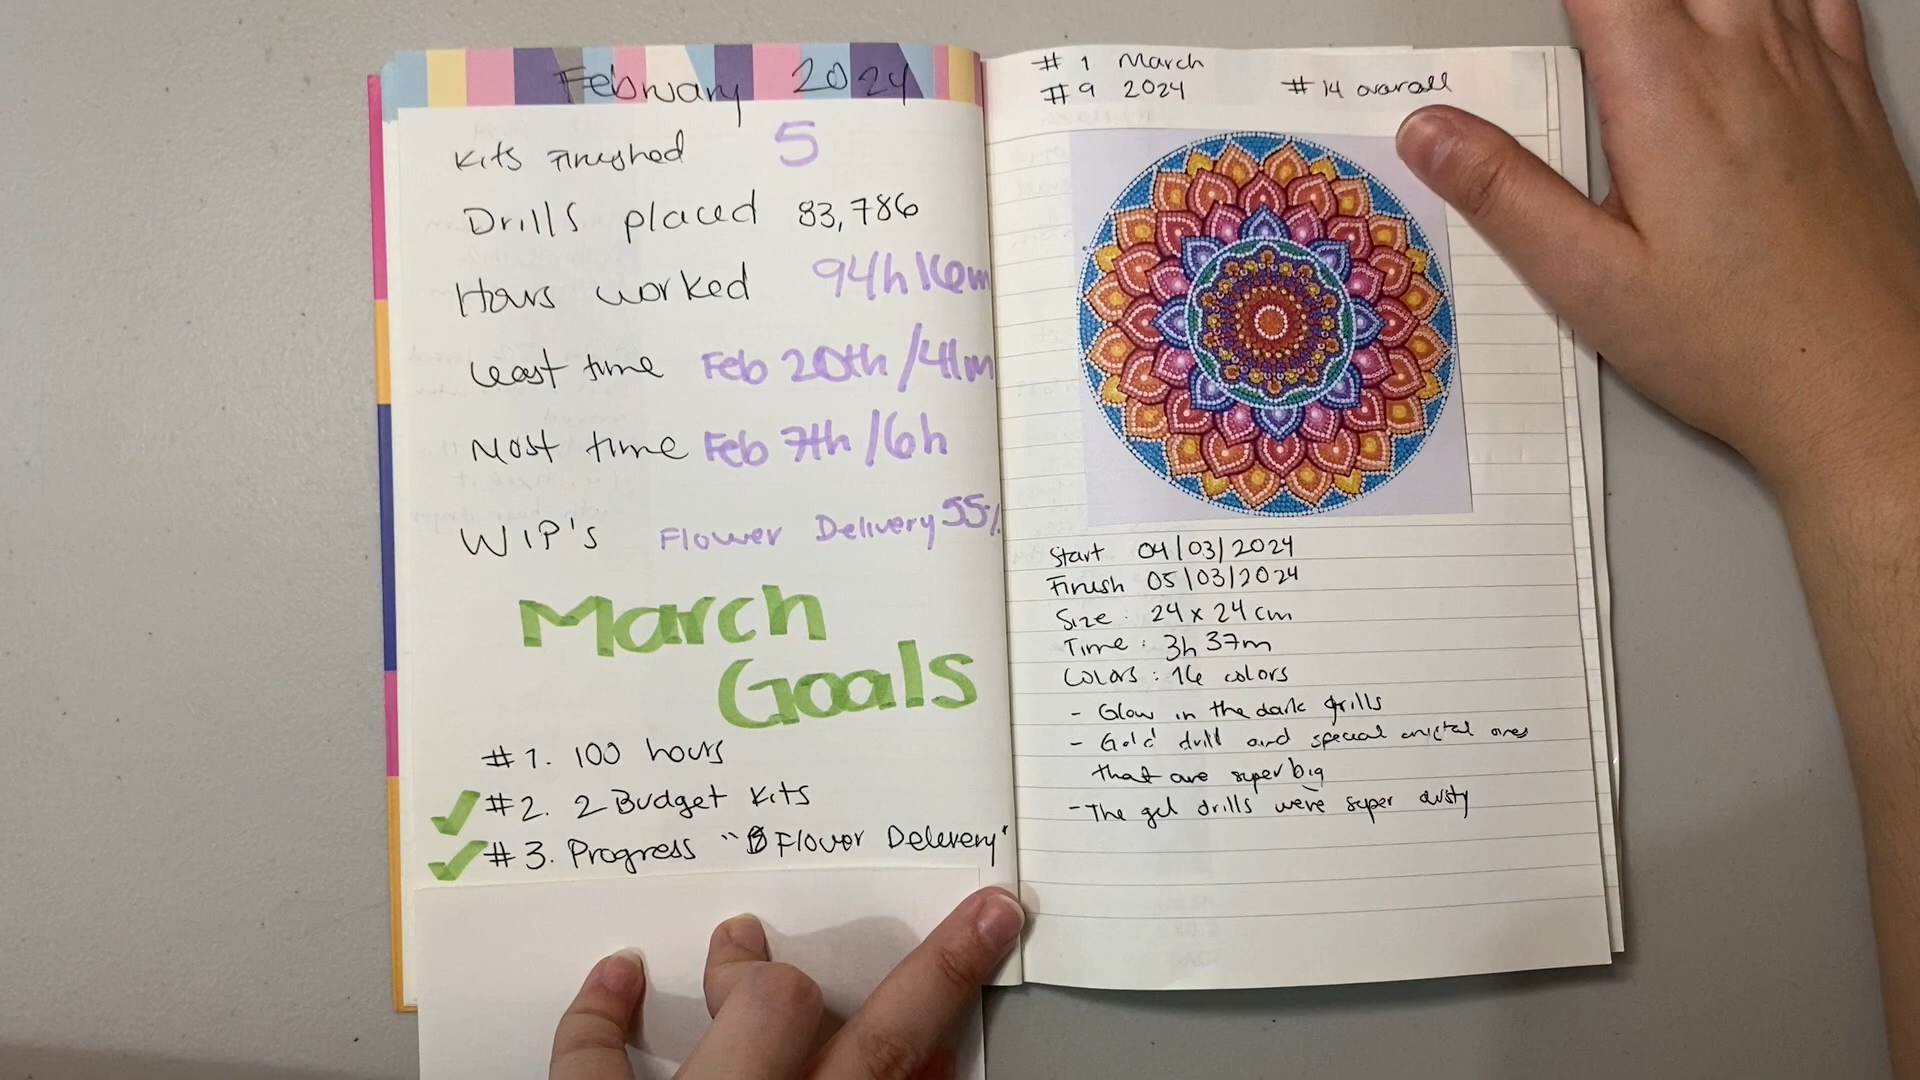 February 2024
Kits Finished 5
Drills placed 83,786
Hours worked 94h 16m
Least time Feb 20th / 41m
Most time Feb 7th / 6h
WIP's Flower Delivery 55%
March
Goals
# 1. 100 hours
# 2. 2 Budget Kits
# 3. Progress "Flower Delevery"
# 1 March
# 9 2024 # 14 overall
Start 04/03/2024
Finish 05/03/2024
Size : 24 x 24 cm
Time : 3h 37m
Colors : 16 colors
- Glow in the dark drills
- Gold drill and special cristal ones
that are super big
- The gel drills were super dusty